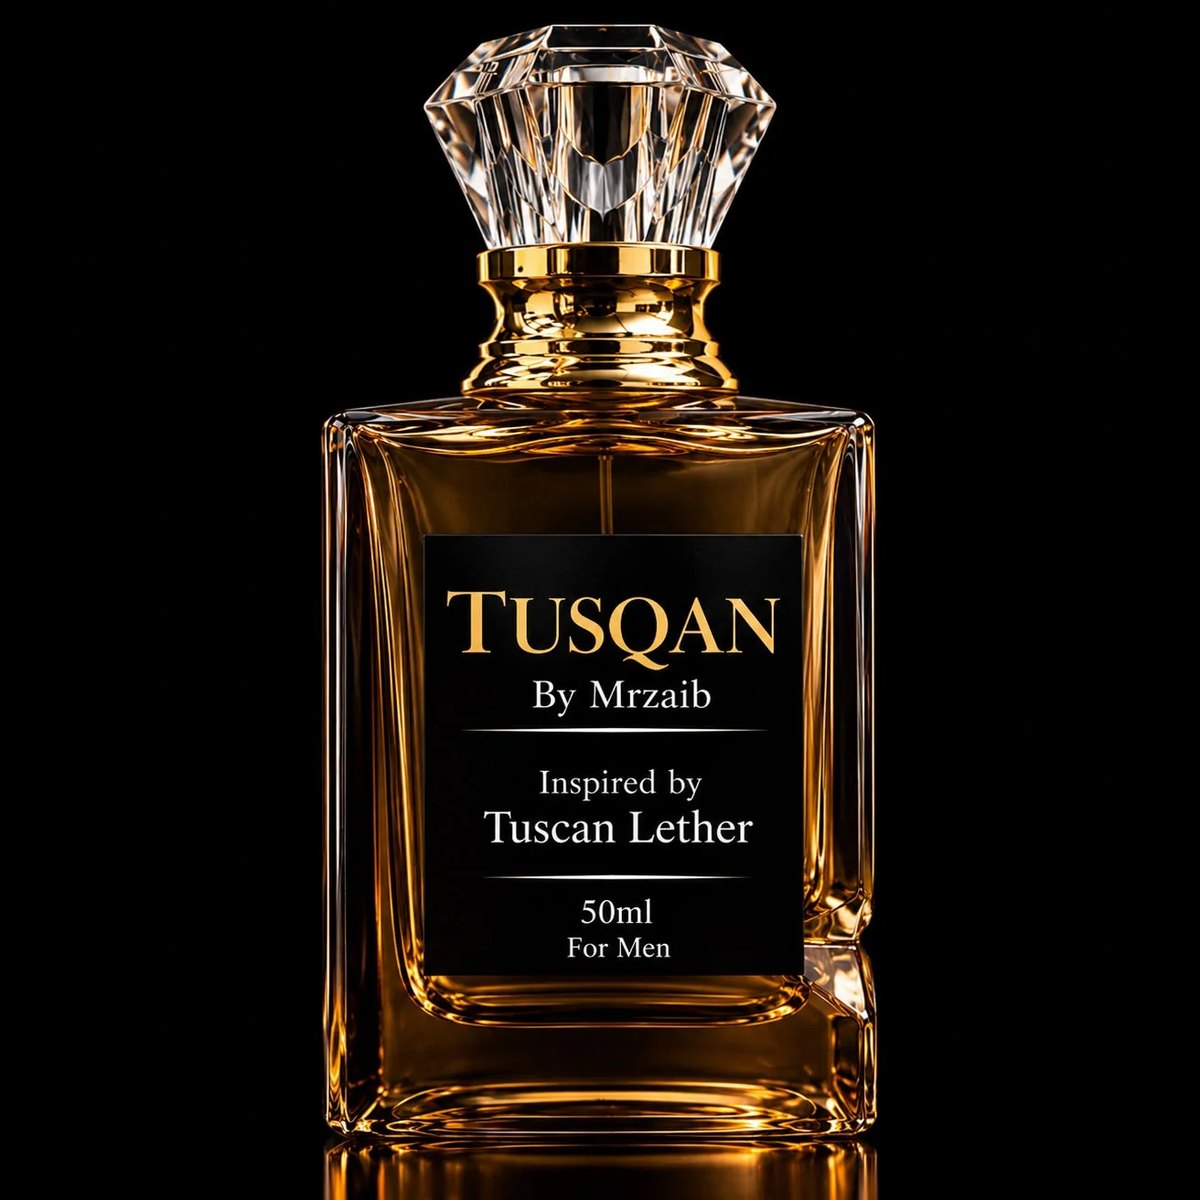 TUSQAN
By Mrzaib
Inspired by
Tuscan Lether
50ml
For Men